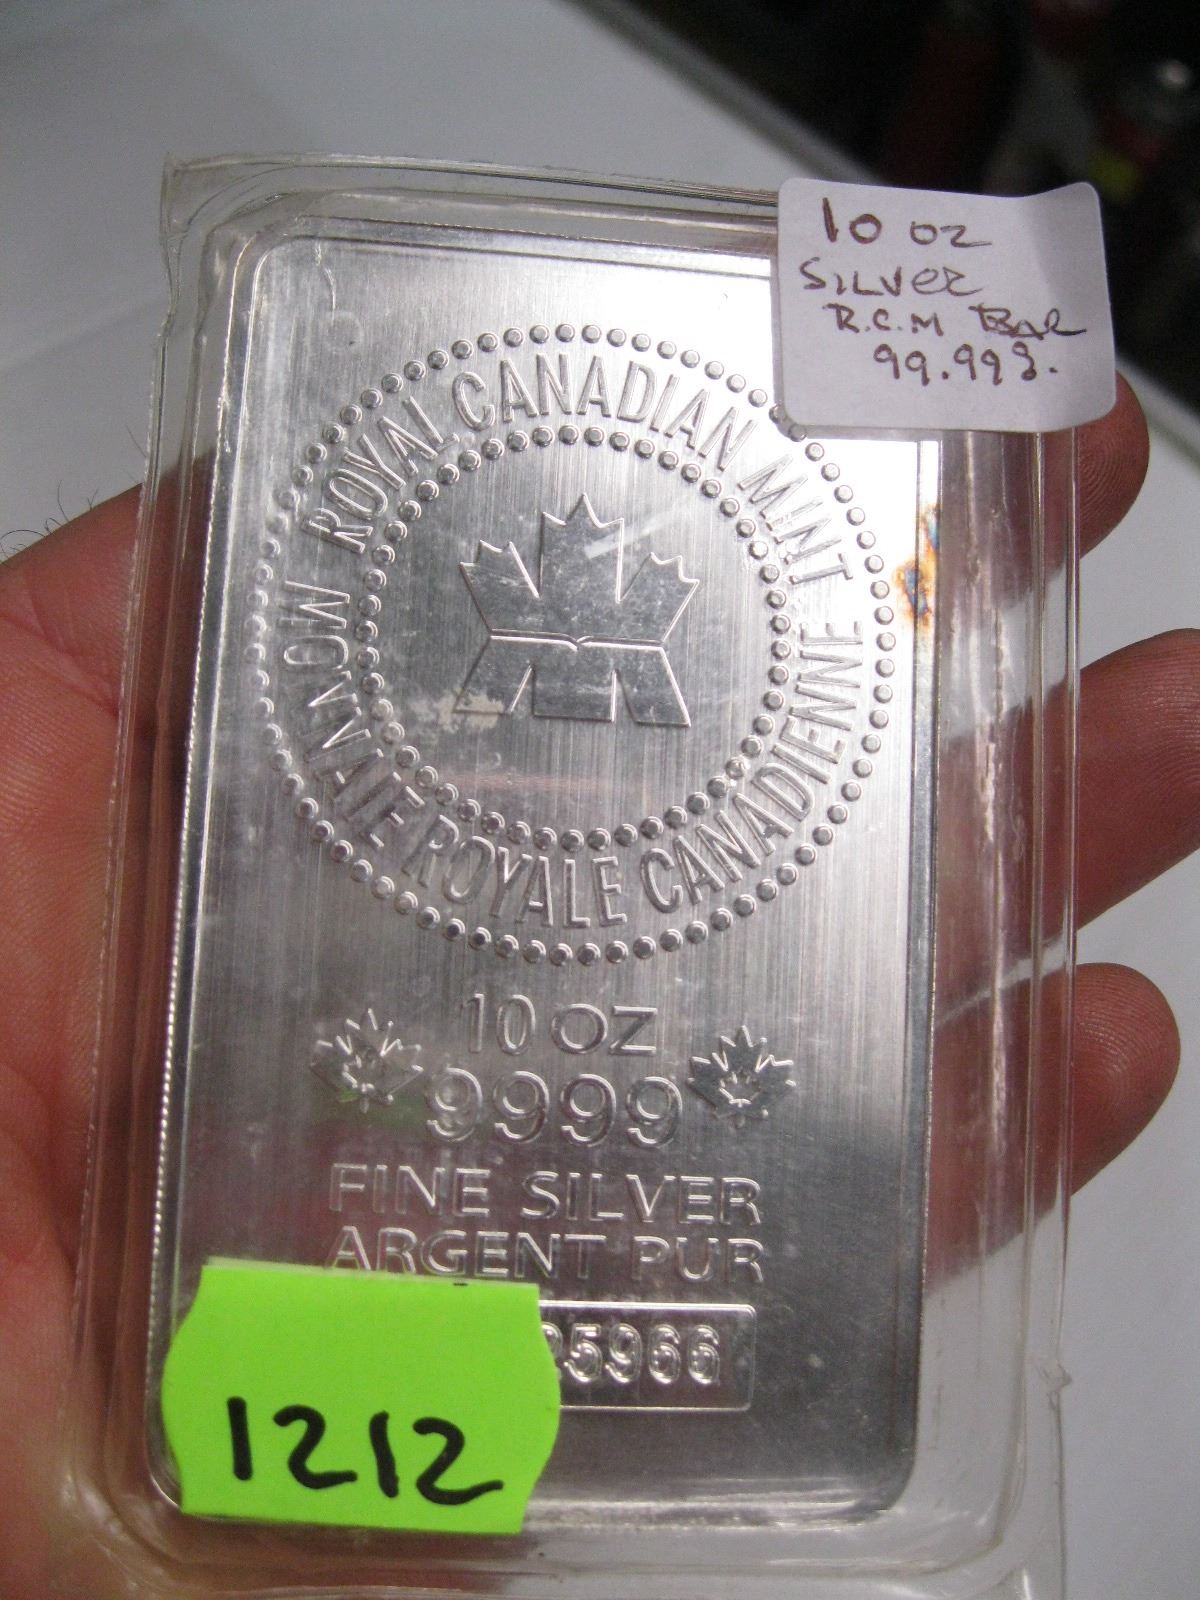 10 oz
SILVER
R.C.M BAR
99.999.
ROYAL CANADIAN MINT
MONNAIE ROYALE CANADIENNE
10 OZ
9999
FINE SILVER
ARGENT PUR
25966
1212